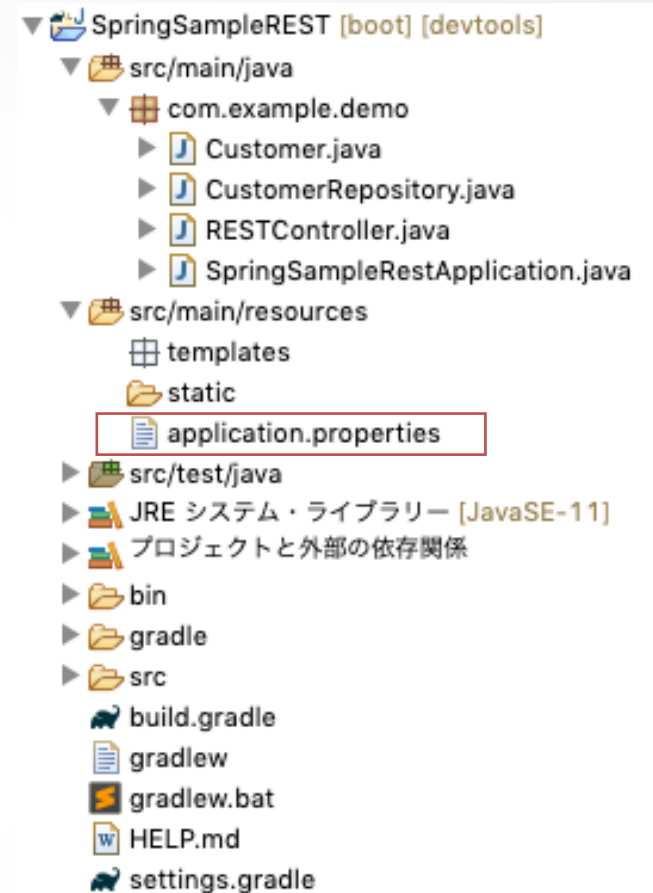 SpringSampleREST [boot] [devtools]
src/main/java
com.example.demo
Customer.java
CustomerRepository.java
RESTController.java
SpringSampleRestApplication.java
src/main/resources
templates
static
application.properties
src/test/java
JRE システム・ライブラリー [JavaSE-11]
プロジェクトと外部の依存関係
bin
gradle
src
build.gradle
gradlew
gradlew.bat
HELP.md
settings.gradle